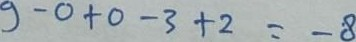 9 - 0 + 0 - 3 + 2 = - 8